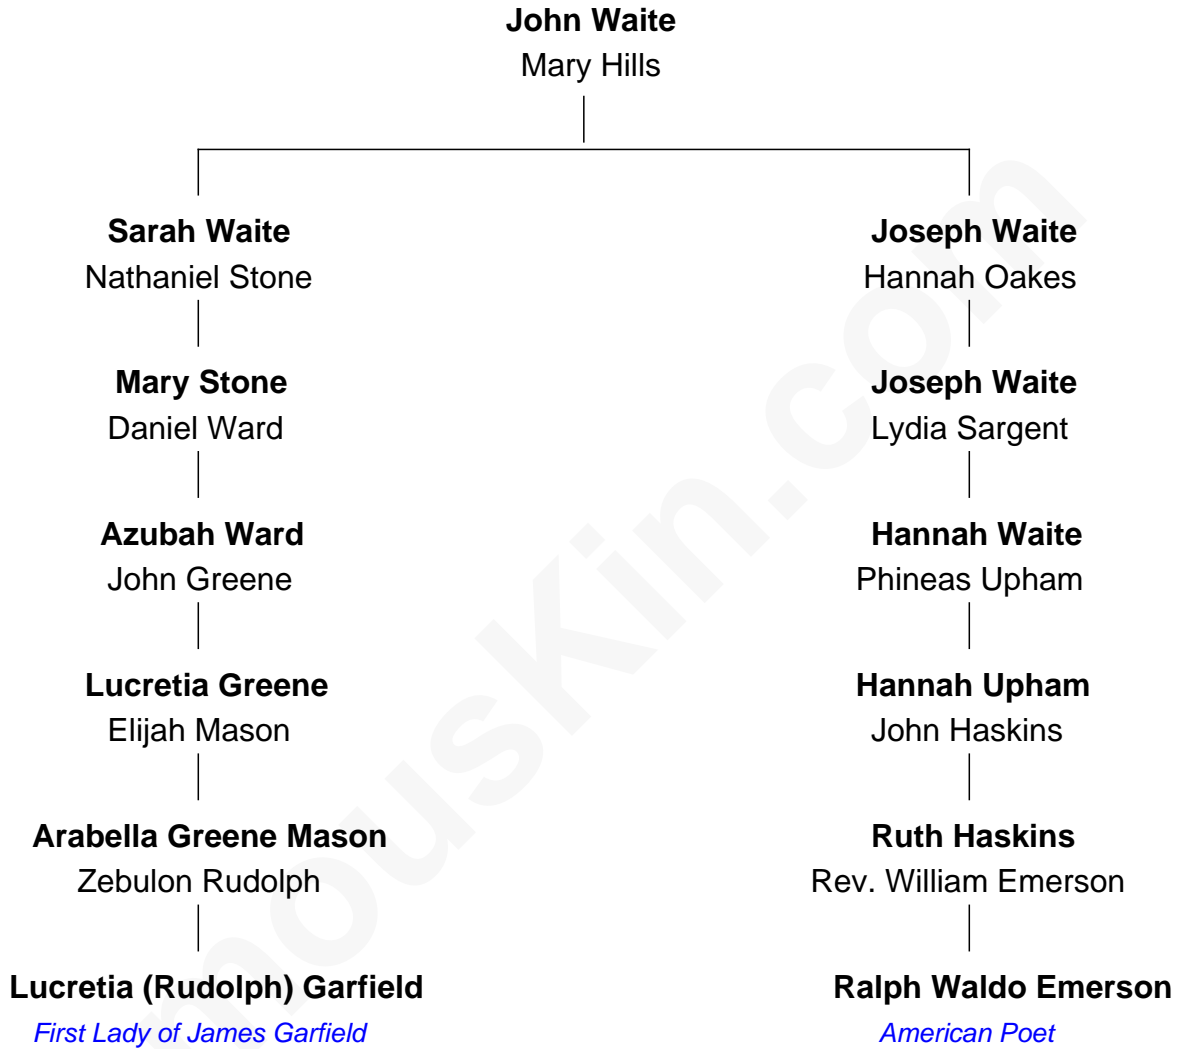 John Waite
Mary Hills
Sarah Waite
Nathaniel Stone
Joseph Waite
Hannah Oakes
Mary Stone
Daniel Ward
Joseph Waite
Lydia Sargent
Azubah Ward
John Greene
Hannah Waite
Phineas Upham
Lucretia Greene
Elijah Mason
Hannah Upham
John Haskins
Arabella Greene Mason
Zebulon Rudolph
Ruth Haskins
Rev. William Emerson
Lucretia (Rudolph) Garfield
First Lady of James Garfield
Ralph Waldo Emerson
American Poet
mousKin.com